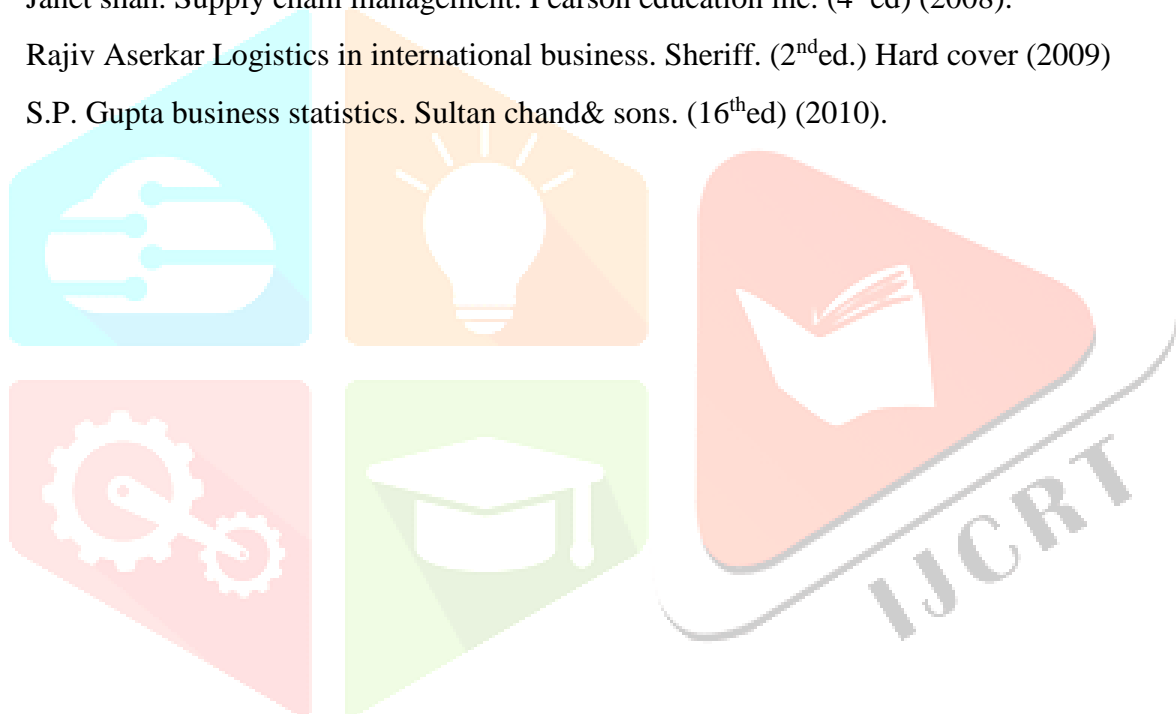 Janet shah. Supply chain management. Pearson education inc. (4th ed) (2008).
Rajiv Aserkar Logistics in international business. Sheriff. (2nded.) Hard cover (2009)
S.P. Gupta business statistics. Sultan chand& sons. (16thed) (2010).
IJCRT